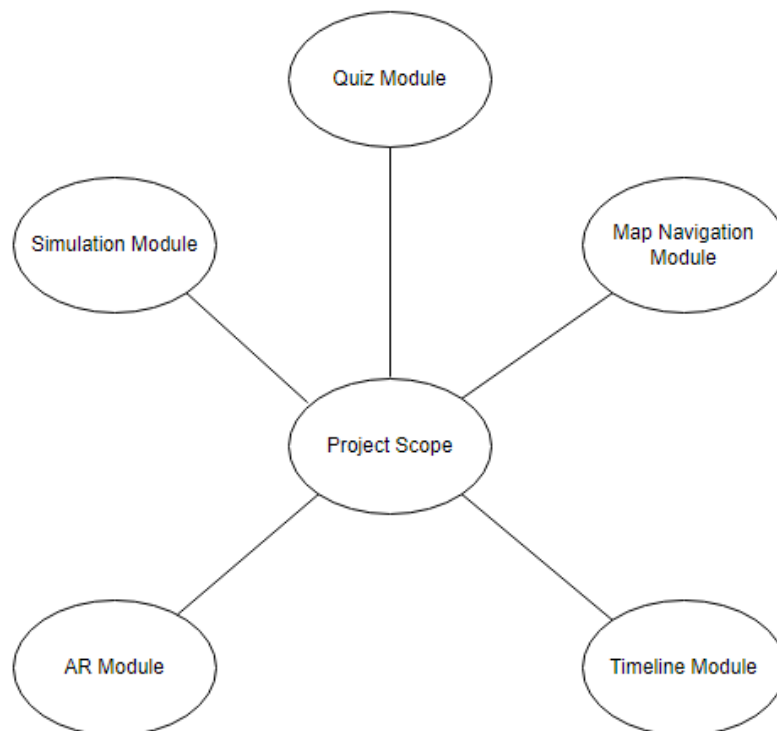 Quiz Module
Simulation Module
Map Navigation
Module
Project Scope
AR Module
Timeline Module